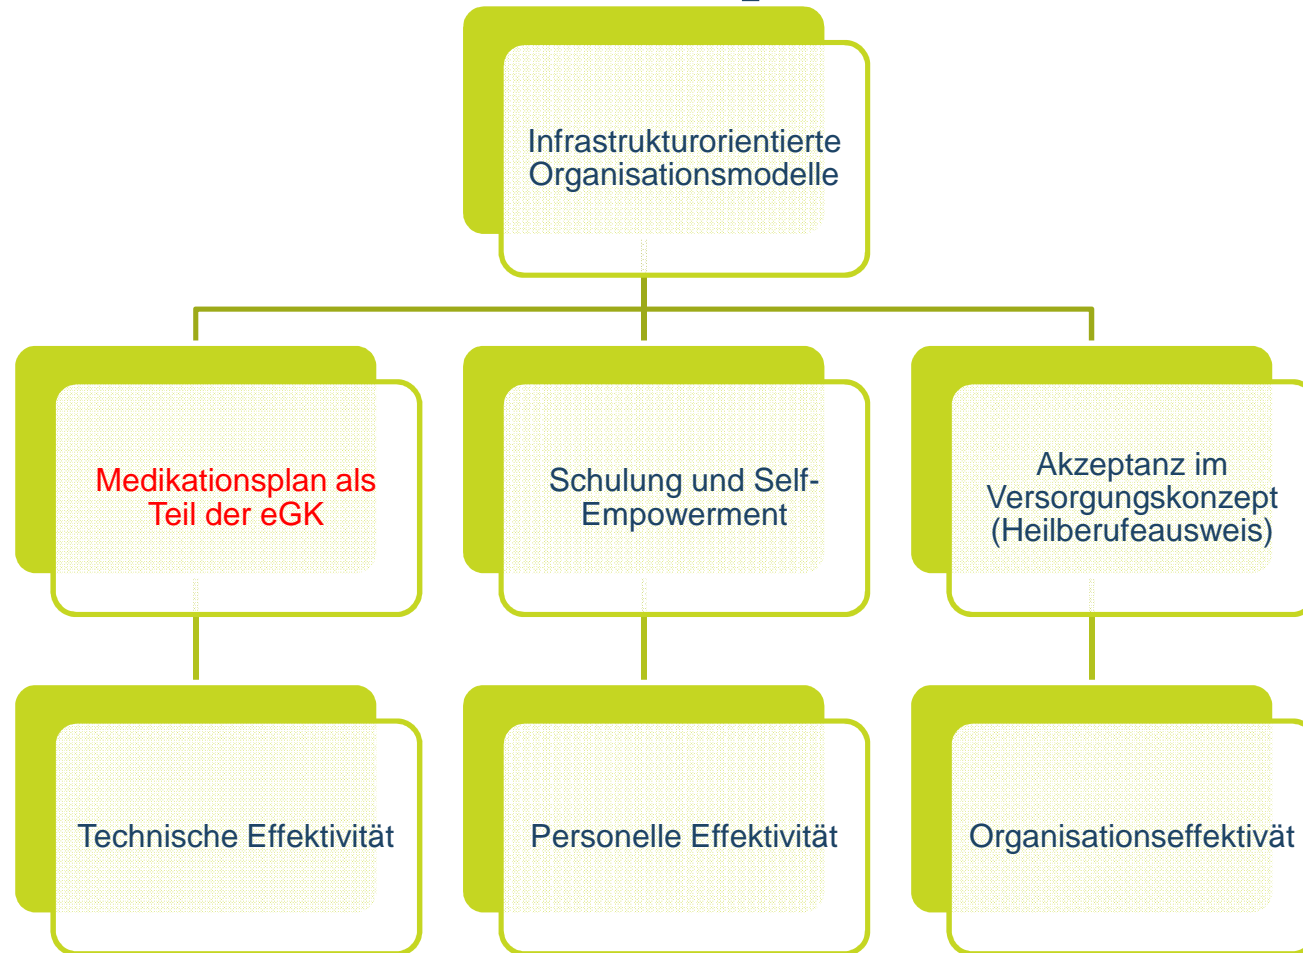 Infrastrukturorientierte
Organisationsmodelle
Medikationsplan als
Teil der eGK
Schulung und Self-
Empowerment
Akzeptanz im
Versorgungskonzept
(Heilberufeausweis)
Technische Effektivität
Personelle Effektivität
Organisationseffektivät